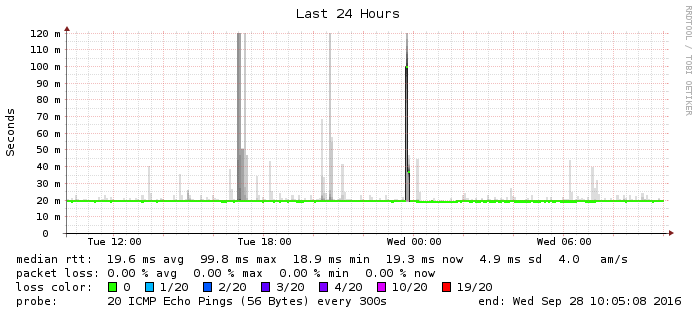 Last 24 Hours
RRDTOOL / TOBI OETIKER
Seconds
120 m
110 m
100 m
90 m
80 m
70 m
60 m
50 m
40 m
30 m
20 m
10 m
0
Tue 12:00 Tue 18:00 Wed 00:00 Wed 06:00
median rtt: 19.6 ms avg 99.8 ms max 18.9 ms min 19.3 ms now 4.9 ms sd 4.0 am/s
packet loss: 0.00 % avg 0.00 % max 0.00 % min 0.00 % now
loss color: 0 1/20 2/20 3/20 4/20 10/20 19/20
probe: 20 ICMP Echo Pings (56 Bytes) every 300s end: Wed Sep 28 10:05:08 2016